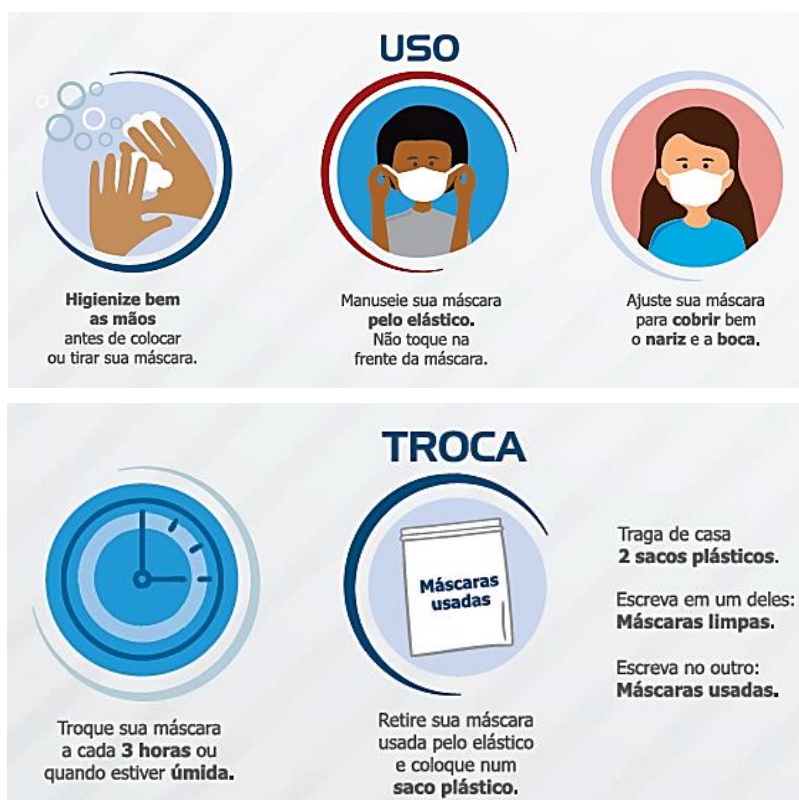 USO
Higienize bem
as mãos
antes de colocar
ou tirar sua máscara.
Manuseie sua máscara
pelo elástico.
Não toque na
frente da máscara.
Ajuste sua máscara
para cobrir bem
o nariz e a boca.
TROCA
Troque sua máscara
a cada 3 horas ou
quando estiver úmida.
Máscaras
usadas
Retire sua máscara
usada pelo elástico
e coloque num
saco plástico.
Traga de casa
2 sacos plásticos.
Escreva em um deles:
Máscaras limpas.
Escreva no outro:
Máscaras usadas.